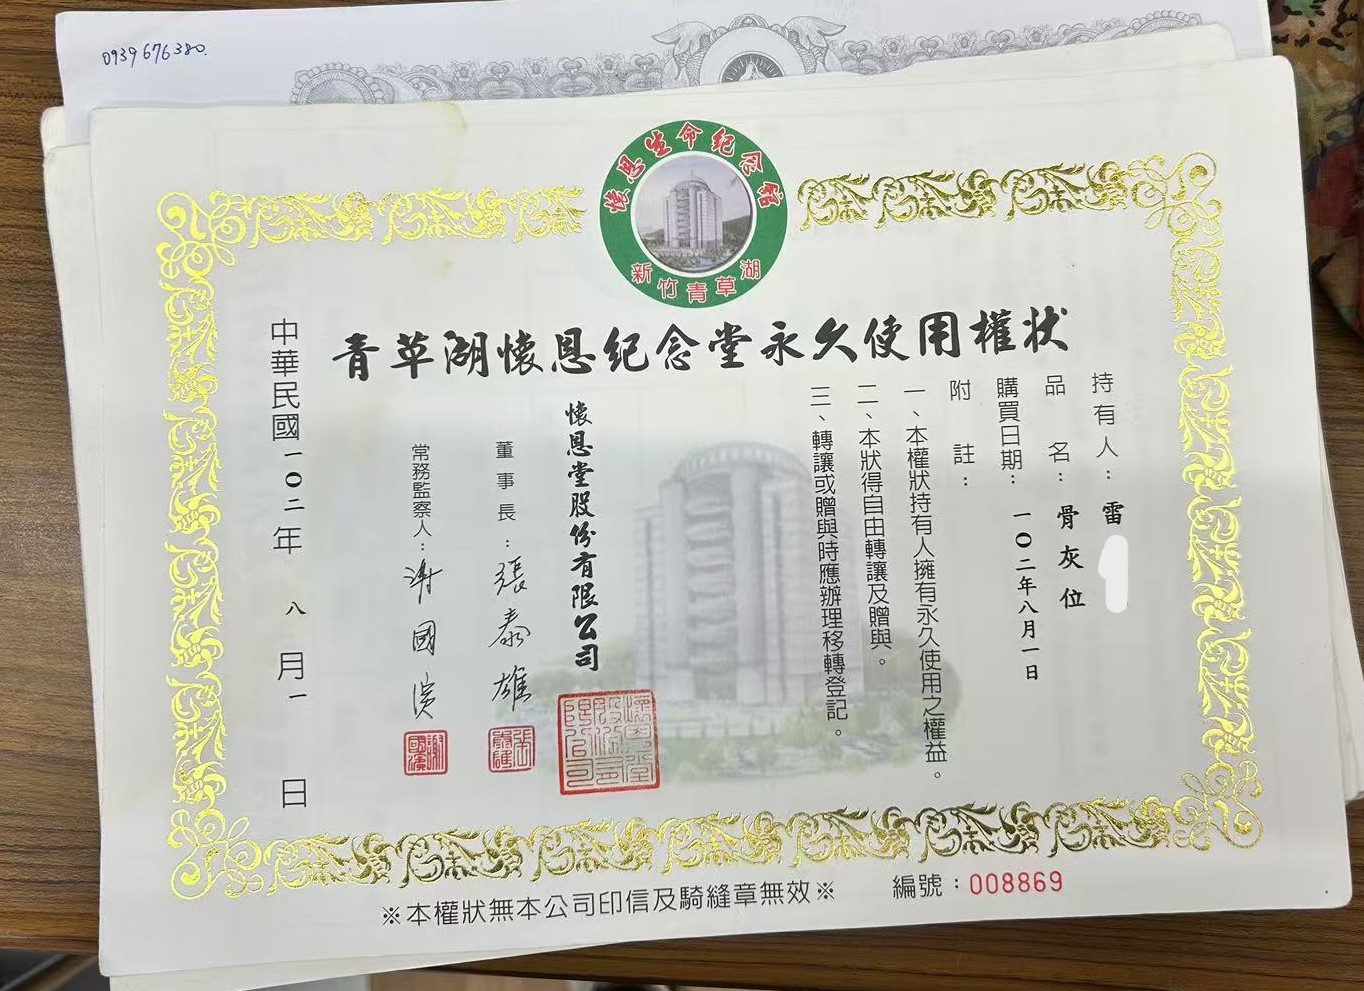 0939676380.
懷恩生命紀念館
新竹青草湖
青草湖懷恩紀念堂永久使用權狀
持有人：雷
品名：骨灰位
購買日期：一０二年八月一日
附註：
一、本權狀持有人擁有永久使用之權益。
二、本狀得自由轉讓及贈與。
三、轉讓或贈與時應辦理移轉登記。
懷恩堂股份有限公司
董事長：張泰雄
常務監察人：謝國濱
中華民國一０二年八月一日
※本權狀無本公司印信及騎縫章無效※
編號：008869